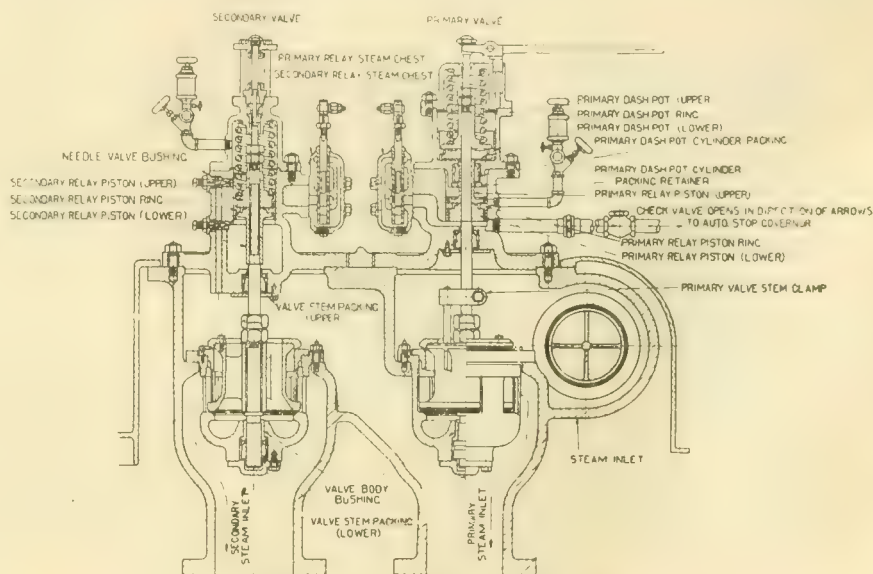 SECONDARY VALVE
PRIMARY VALVE
PRIMARY RELAY STEAM CHEST
SECONDARY RELAY STEAM CHEST
NEEDLE VALVE BUSHING
SECONDARY RELAY PISTON (UPPER)
SECONDARY RELAY PISTON RING
SECONDARY RELAY PISTON (LOWER)
PRIMARY DASH POT (UPPER)
PRIMARY DASH POT RING
PRIMARY DASH POT (LOWER)
PRIMARY DASH POT CYLINDER PACKING
PRIMARY DASH POT CYLINDER
PACKING RETAINER
PRIMARY RELAY PISTON (UPPER)
CHECK VALVE OPENS IN DIRECTION OF ARROWS
TO AUTO STOP GOVERNOR
PRIMARY RELAY PISTON RING
PRIMARY RELAY PISTON (LOWER)
PRIMARY VALVE STEM CLAMP
VALVE STEM PACKING
(UPPER
STEAM INLET
VALVE BODY
BUSHING
VALVE STEM PACKING
(LOWER)
SECONDARY
STEAM INLET
PRIMARY
STEAM INLET